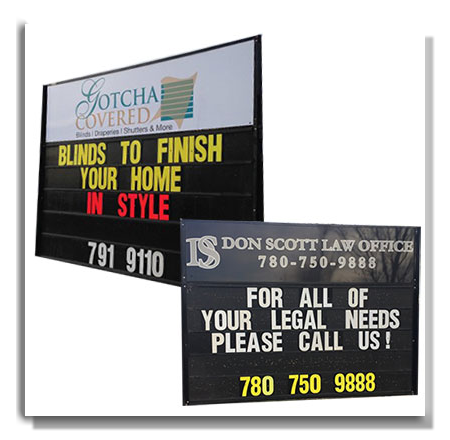 GOTCHA
COVERED
Blinds | Draperies | Shutters & More
BLINDS TO FINISH
YOUR HOME
IN STYLE
791 9110
DS DON SCOTT LAW OFFICE
780-750-9888
FOR ALL OF
YOUR LEGAL NEEDS
PLEASE CALL US!
780 750 9888